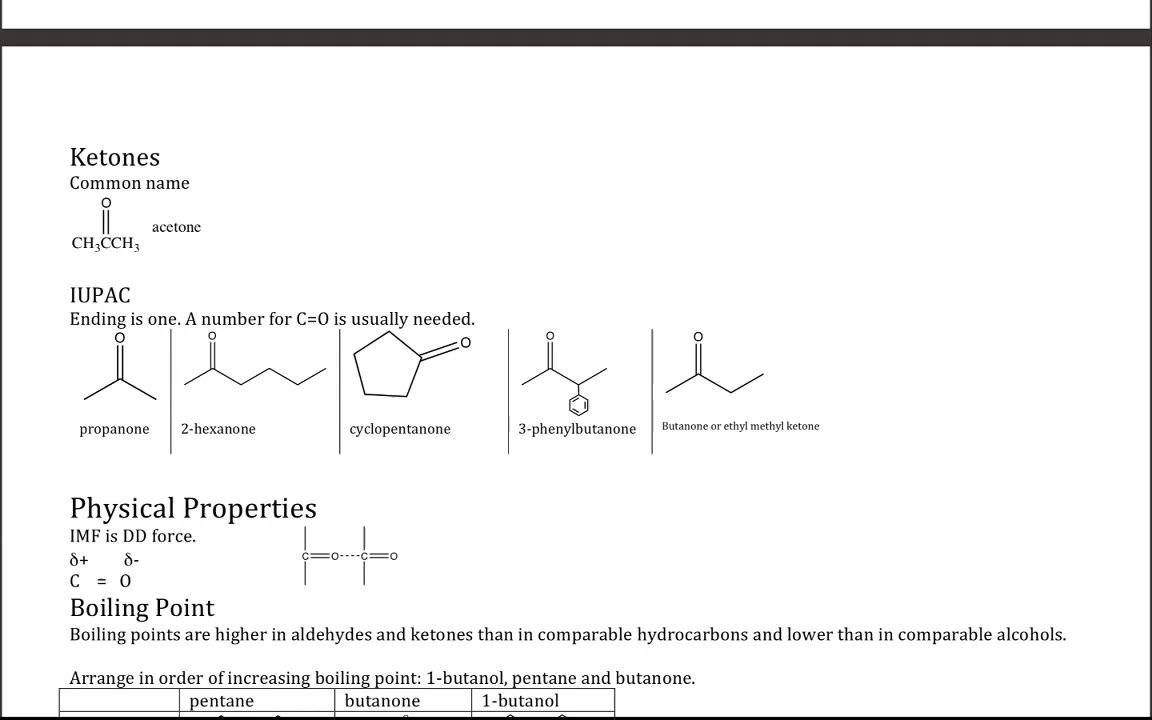 Ketones
Common name
O
CH3CCH3 acetone
IUPAC
Ending is one. A number for C=O is usually needed.
O O O O O
propanone 2-hexanone cyclopentanone 3-phenylbutanone Butanone or ethyl methyl ketone
Physical Properties
IMF is DD force.
C=O----C=O
δ+ δ-
C = O
Boiling Point
Boiling points are higher in aldehydes and ketones than in comparable hydrocarbons and lower than in comparable alcohols.
Arrange in order of increasing boiling point: 1-butanol, pentane and butanone.
pentane butanone 1-butanol